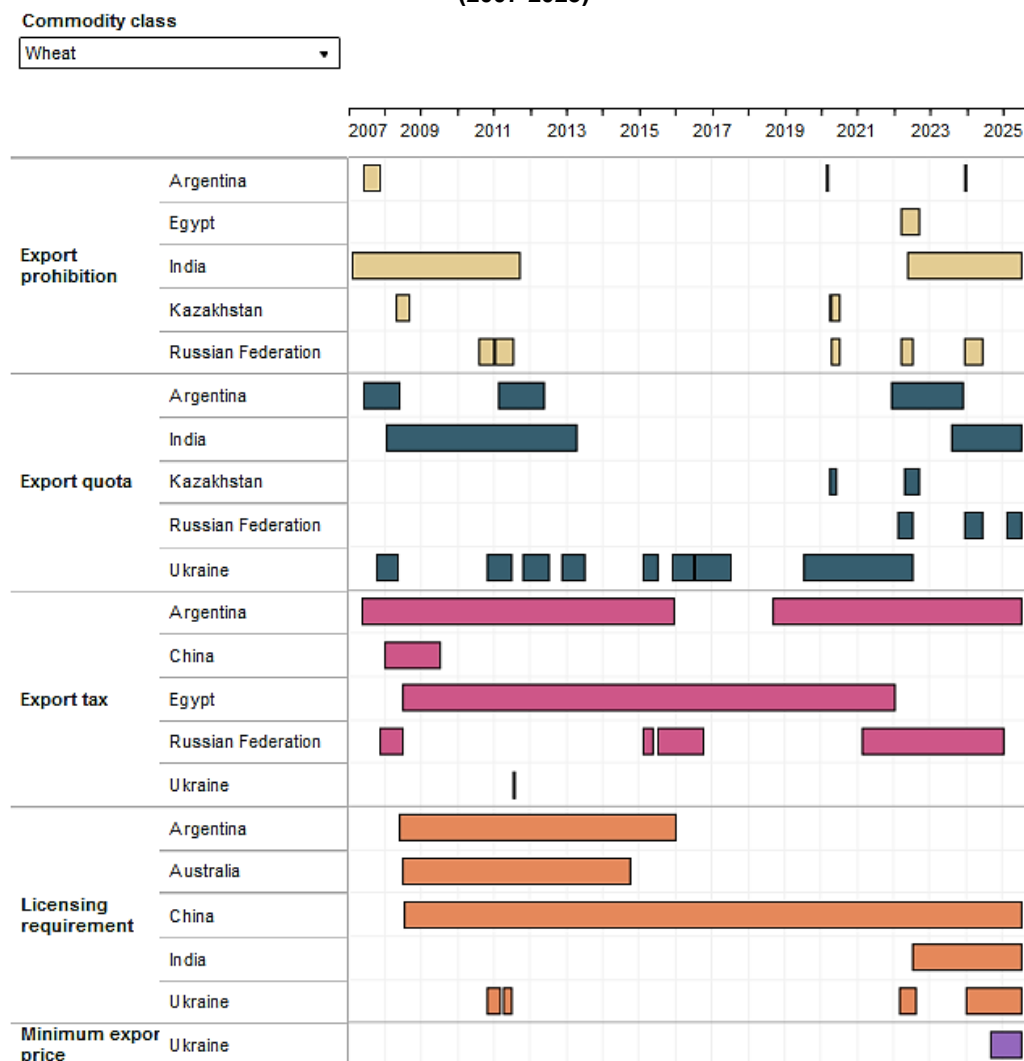 Commodity class
Wheat
2007 2009 2011 2013 2015 2017 2019 2021 2023 2025
Export
prohibition
Argentina
Egypt
India
Kazakhstan
Russian Federation
Export quota
Argentina
India
Kazakhstan
Russian Federation
Ukraine
Export tax
Argentina
China
Egypt
Russian Federation
Ukraine
Licensing
requirement
Argentina
Australia
China
India
Ukraine
Minimum expor
price
Ukraine